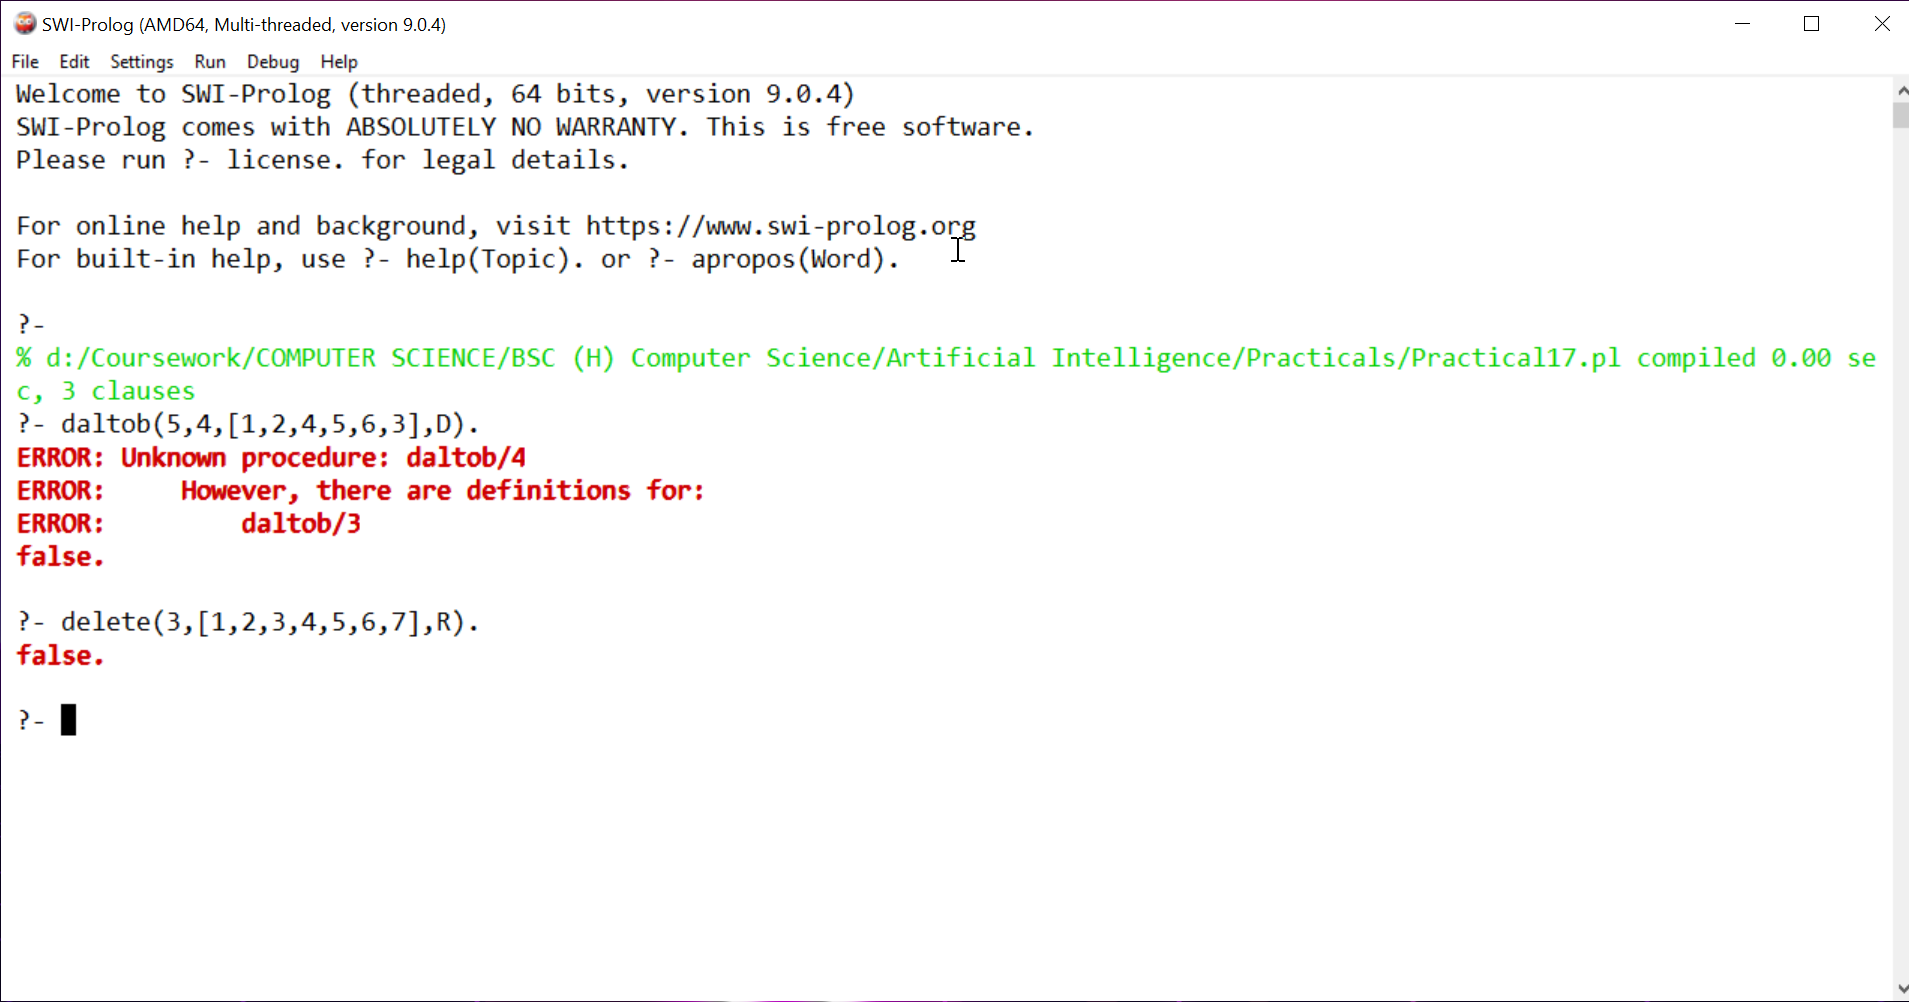 SWI-Prolog (AMD64, Multi-threaded, version 9.0.4)
File Edit Settings Run Debug Help
Welcome to SWI-Prolog (threaded, 64 bits, version 9.0.4)
SWI-Prolog comes with ABSOLUTELY NO WARRANTY. This is free software.
Please run ?- license. for legal details.
For online help and background, visit https://www.swi-prolog.org
For built-in help, use ?- help(Topic). or ?- apropos(Word).
?-
% d:/Coursework/COMPUTER SCIENCE/BSC (H) Computer Science/Artificial Intelligence/Practicals/Practical17.pl compiled 0.00 se
c, 3 clauses
?- daltob(5,4,[1,2,4,5,6,3],D).
ERROR: Unknown procedure: daltob/4
ERROR:     However, there are definitions for:
ERROR:         daltob/3
false.
?- delete(3,[1,2,3,4,5,6,7],R).
false.
?-